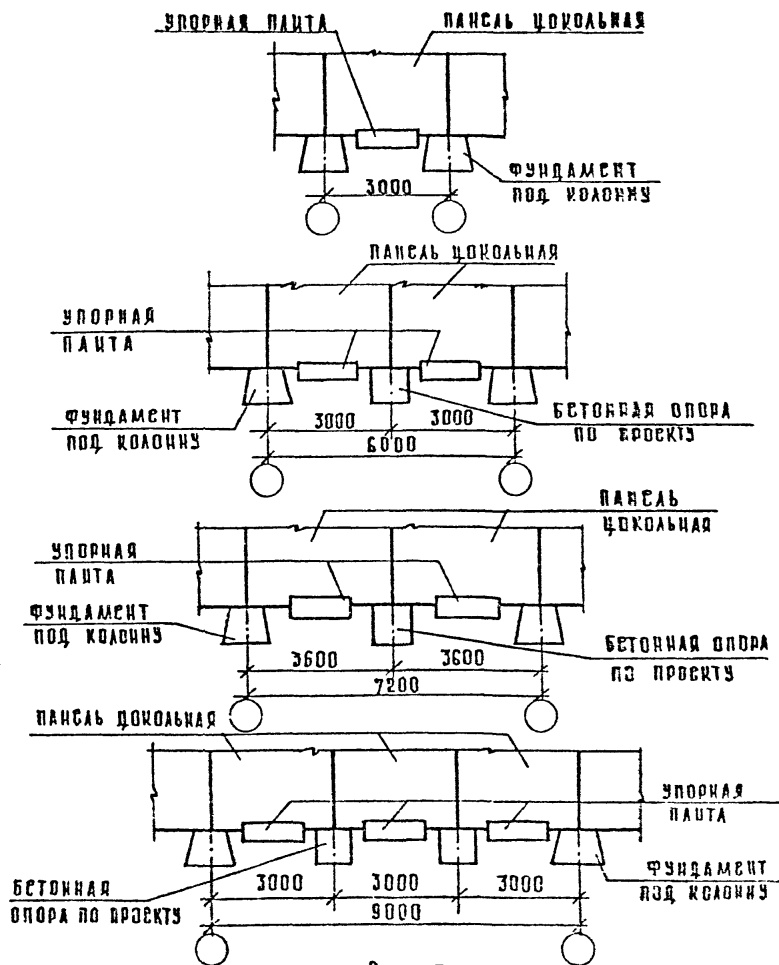 УПОРНАЯ ПЛИТА
ПАНЕЛЬ ЦОКОЛЬНАЯ
ФУНДАМЕНТ
ПОД КОЛОННУ
3000
ПАНЕЛЬ ЦОКОЛЬНАЯ
УПОРНАЯ
ПЛИТА
ФУНДАМЕНТ
ПОД КОЛОННУ
3000
3000
БЕТОННАЯ ОПОРА
ПО ПРОЕКТУ
6000
ПАНЕЛЬ
ЦОКОЛЬНАЯ
УПОРНАЯ
ПЛИТА
ФУНДАМЕНТ
ПОД КОЛОННУ
3600
3600
БЕТОННАЯ ОПОРА
ПО ПРОЕКТУ
7200
ПАНЕЛЬ ЦОКОЛЬНАЯ
УПОРНАЯ
ПЛИТА
ФУНДАМЕНТ
ПОД КОЛОННУ
БЕТОННАЯ
ОПОРА ПО ПРОЕКТУ
3000
3000
3000
9000